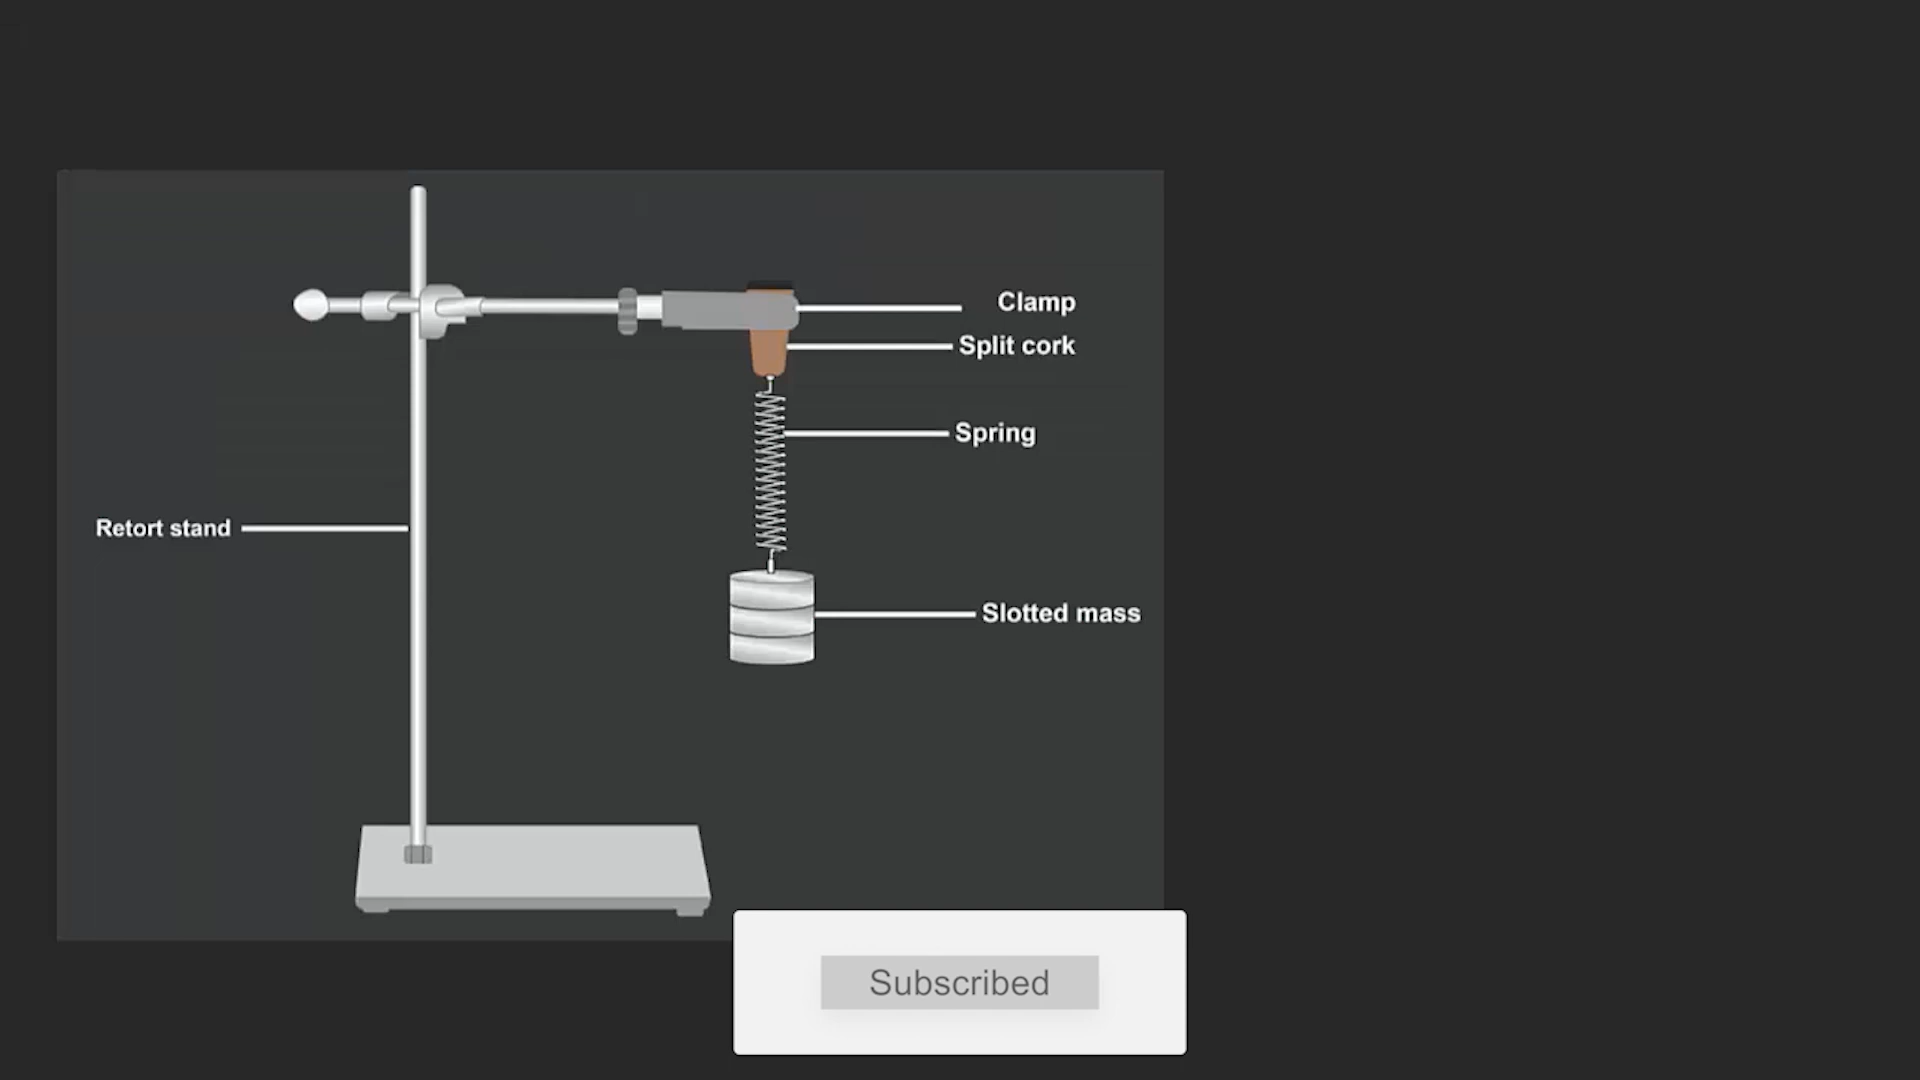 Clamp
Split cork
Spring
Retort stand
Slotted mass
Subscribed